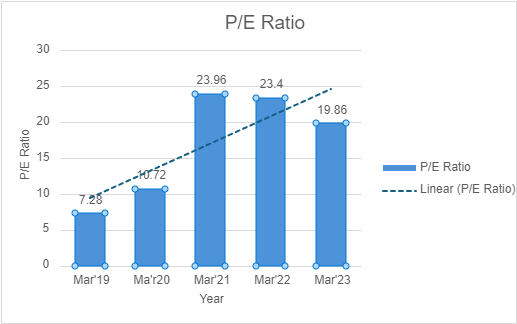 P/E Ratio
30
25
20
15
10
5
0
P/E Ratio
7.28
10.72
23.96
23.4
19.86
Mar'19
Ma'r20
Mar'21
Mar'22
Mar'23
Year
P/E Ratio
Linear (P/E Ratio)